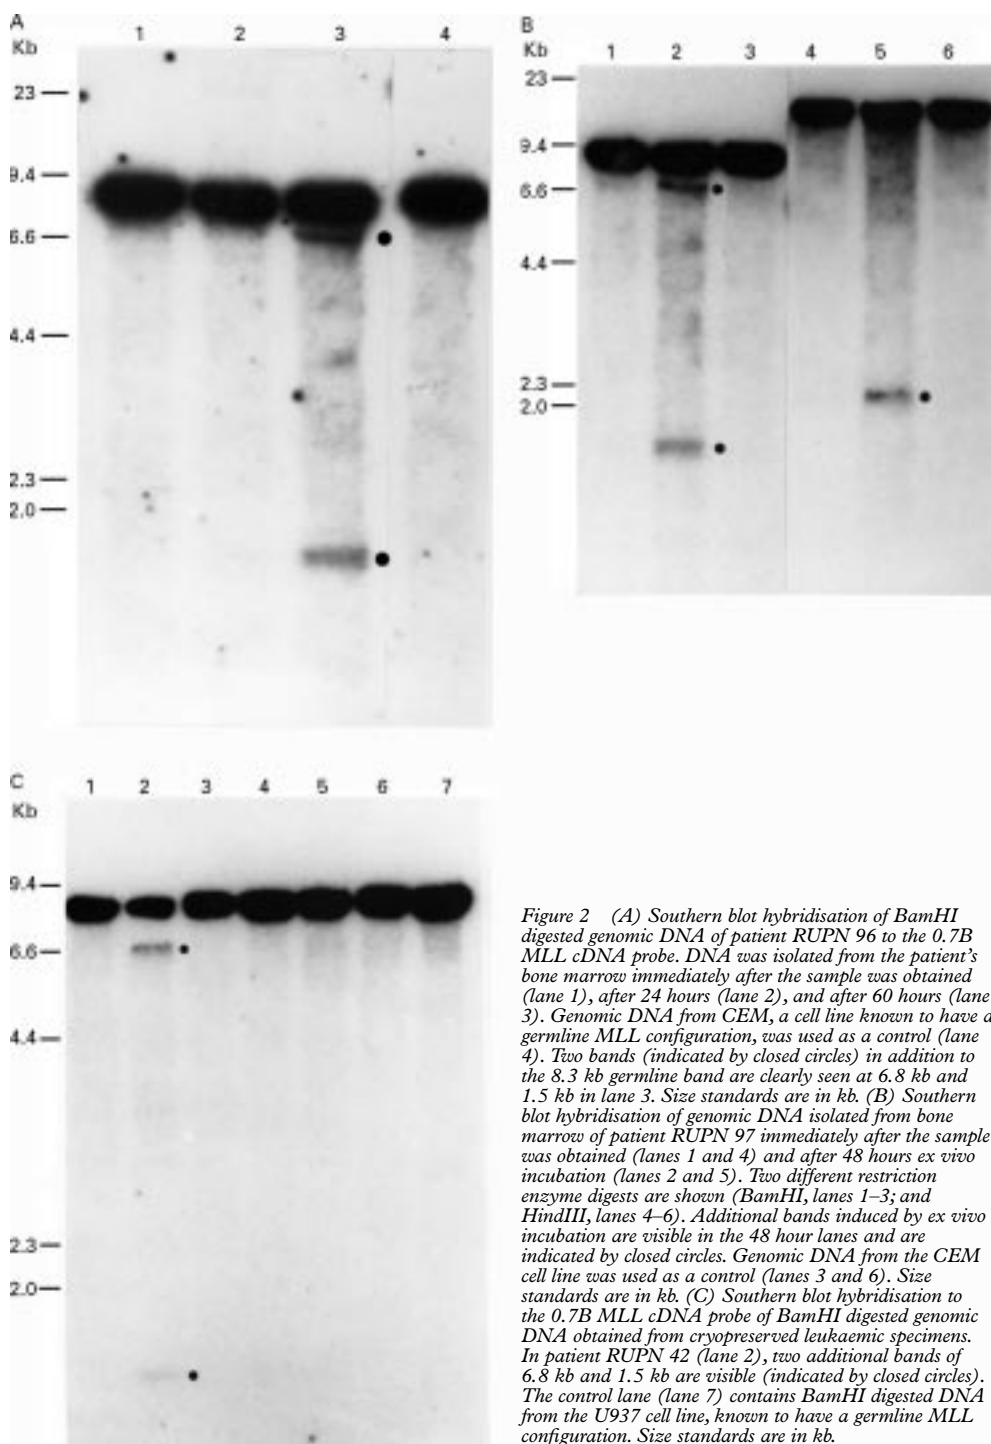 A
Kb
1 2 3 4
23
9.4
6.6
4.4
2.3
2.0
B
Kb
1 2 3 4 5 6
23
9.4
6.6
4.4
2.3
2.0
C
Kb
1 2 3 4 5 6 7
9.4
6.6
4.4
2.3
2.0
Figure 2 (A) Southern blot hybridisation of BamHI
digested genomic DNA of patient RUPN 96 to the 0.7B
MLL cDNA probe. DNA was isolated from the patient's
bone marrow immediately after the sample was obtained
(lane 1), after 24 hours (lane 2), and after 60 hours (lane
3). Genomic DNA from CEM, a cell line known to have a
germline MLL configuration, was used as a control (lane
4). Two bands (indicated by closed circles) in addition to
the 8.3 kb germline band are clearly seen at 6.8 kb and
1.5 kb in lane 3. Size standards are in kb. (B) Southern
blot hybridisation of genomic DNA isolated from bone
marrow of patient RUPN 97 immediately after the sample
was obtained (lanes 1 and 4) and after 48 hours ex vivo
incubation (lanes 2 and 5). Two different restriction
enzyme digests are shown (BamHI, lanes 1–3; and
HindIII, lanes 4–6). Additional bands induced by ex vivo
incubation are visible in the 48 hour lanes and are
indicated by closed circles. Genomic DNA from the CEM
cell line was used as a control (lanes 3 and 6). Size
standards are in kb. (C) Southern blot hybridisation to
the 0.7B MLL cDNA probe of BamHI digested genomic
DNA obtained from cryopreserved leukaemic specimens.
In patient RUPN 42 (lane 2), two additional bands of
6.8 kb and 1.5 kb are visible (indicated by closed circles).
The control lane (lane 7) contains BamHI digested DNA
from the U937 cell line, known to have a germline MLL
configuration. Size standards are in kb.